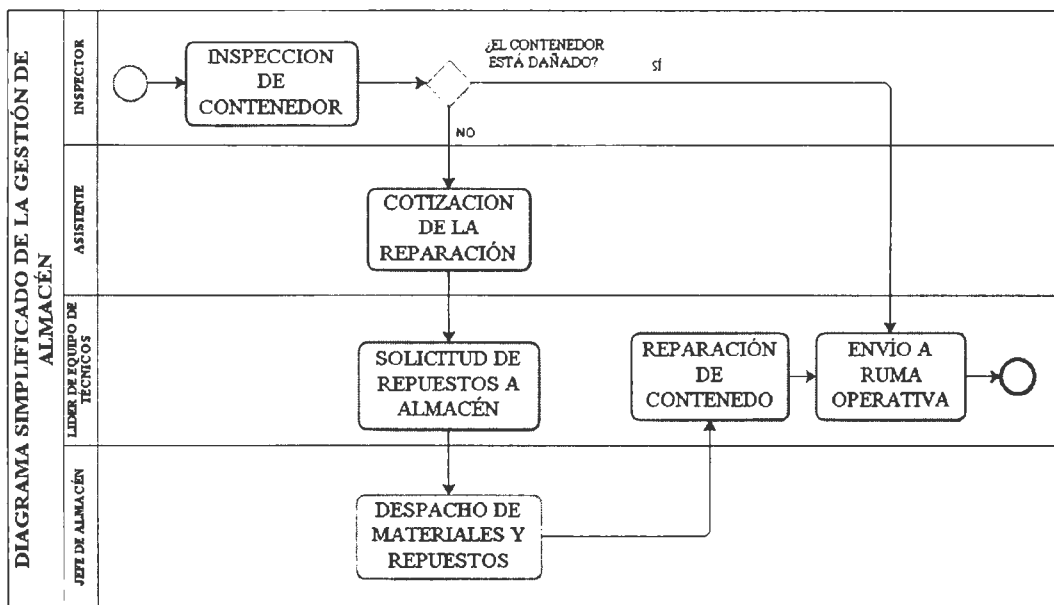 DIAGRAMA SIMPLIFICADO DE LA GESTIÓN DE
ALMACÉN
INSPECTOR
INSPECCION
DE
CONTENEDOR
¿EL CONTENEDOR
ESTÁ DAÑADO?
SÍ
NO
ASISTENTE
COTIZACION
DE LA
REPARACIÓN
LIDER DE EQUIPO DE
TÉCNICOS
SOLICITUD DE
REPUESTOS A
ALMACÉN
REPARACIÓN
DE
CONTENEDO
ENVÍO A
RUMA
OPERATIVA
JEFE DE ALMACÉN
DESPACHO DE
MATERIALES Y
REPUESTOS